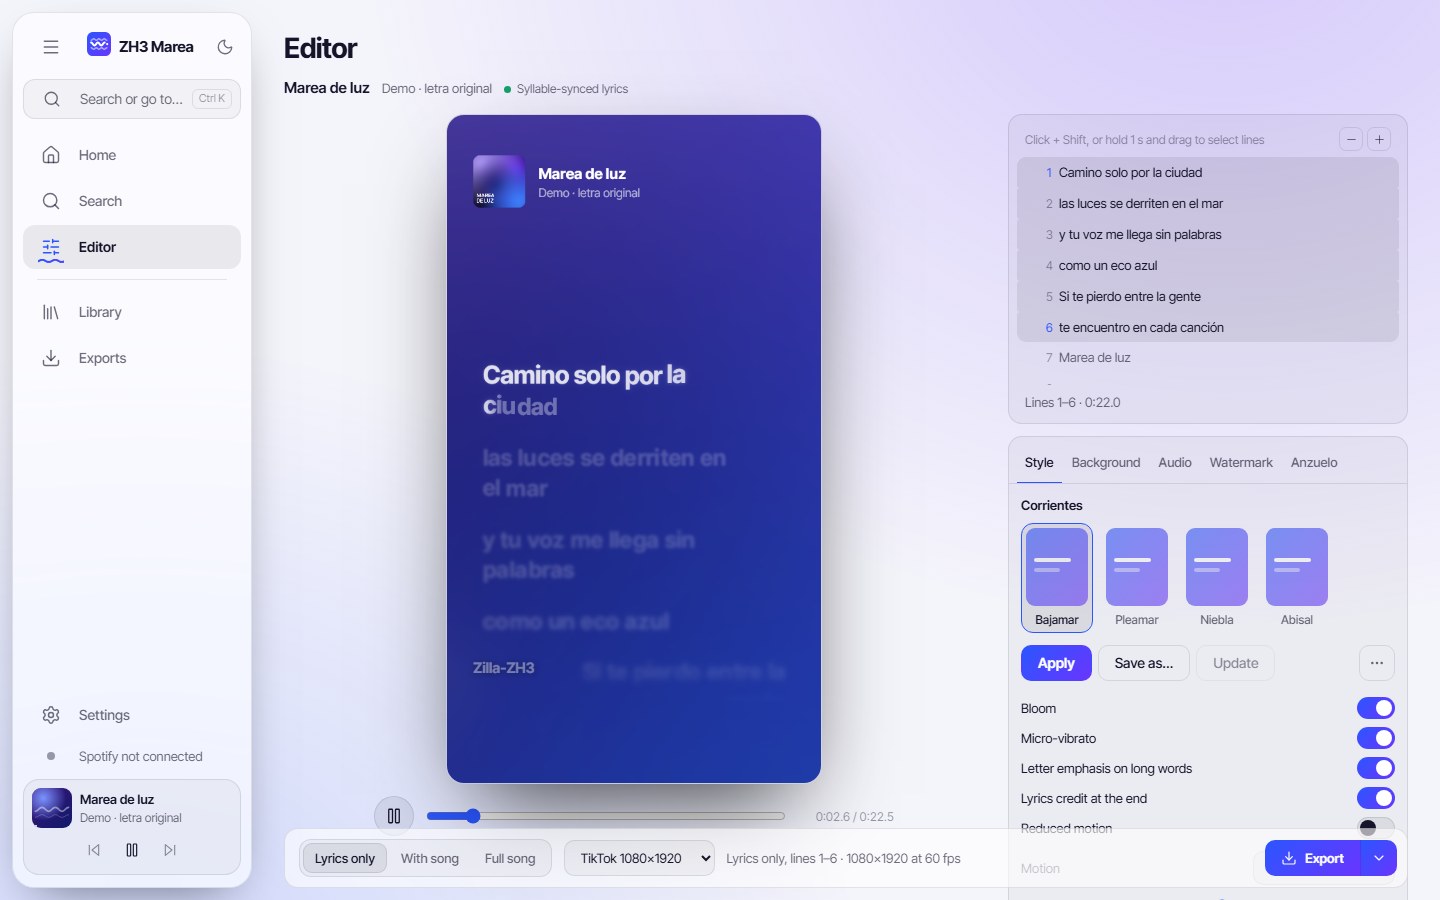 ZH3 Marea
Search or go to... Ctrl K
Home
Search
Editor
Library
Exports
Settings
Spotify not connected
Marea de luz
Demo · letra original
Editor
Marea de luz Demo · letra original Syllable-synced lyrics
MAREA
DE LUZ
Marea de luz
Demo · letra original
Camino solo por la
ciudad
las luces se derriten en
el mar
y tu voz me llega sin
palabras
como un eco azul
Si te pierdo entre la
Zilla-ZH3
0:02.6 / 0:22.5
Click + Shift, or hold 1 s and drag to select lines
1 Camino solo por la ciudad
2 las luces se derriten en el mar
3 y tu voz me llega sin palabras
4 como un eco azul
5 Si te pierdo entre la gente
6 te encuentro en cada canción
7 Marea de luz
Lines 1–6 · 0:22.0
Style Background Audio Watermark Anzuelo
Corrientes
Bajamar Pleamar Niebla Abisal
Apply Save as... Update
Bloom
Micro-vibrato
Letter emphasis on long words
Lyrics credit at the end
Reduced motion
Motion
Lyrics only With song Full song TikTok 1080×1920 Lyrics only, lines 1–6 · 1080×1920 at 60 fps Export